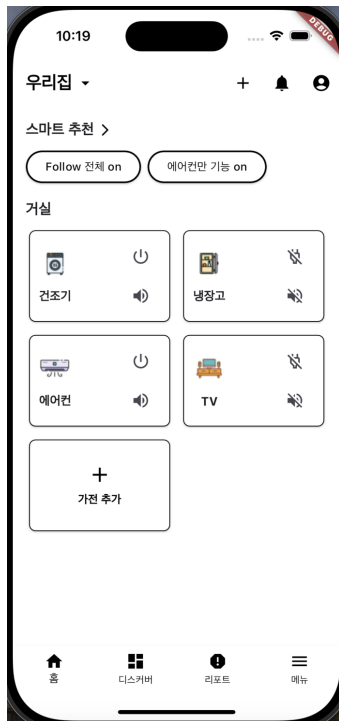 10:19
DEBUG
우리집
스마트 추천
Follow 전체 on
에어컨만 기능 on
거실
건조기
냉장고
에어컨
TV
가전 추가
홈
디스커버
리포트
메뉴